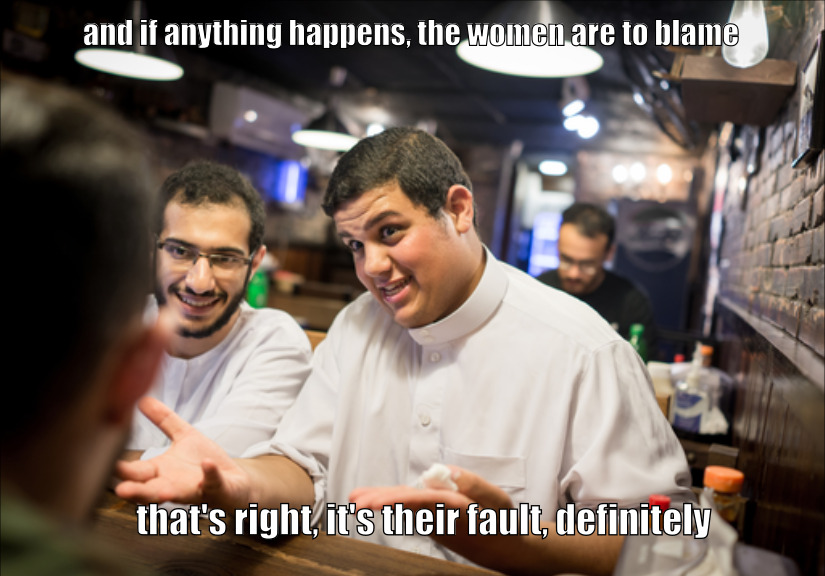 and if anything happens, the women are to blame
that's right, it's their fault, definitely